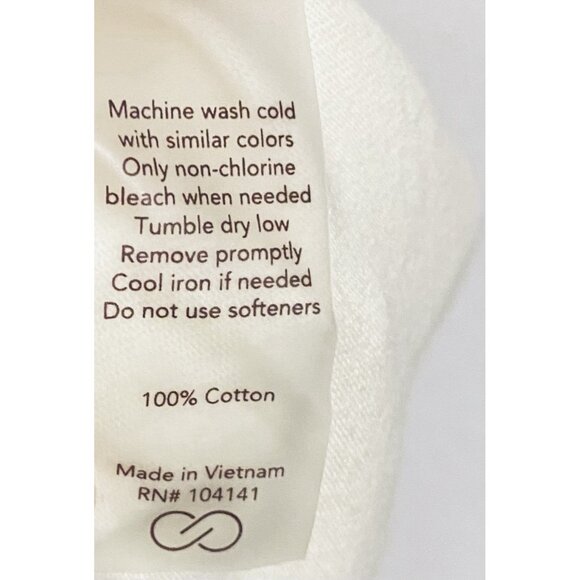 Machine wash cold
with similar colors
Only non-chlorine
bleach when needed
Tumble dry low
Remove promptly
Cool iron if needed
Do not use softeners
100% Cotton
Made in Vietnam
RN# 104141